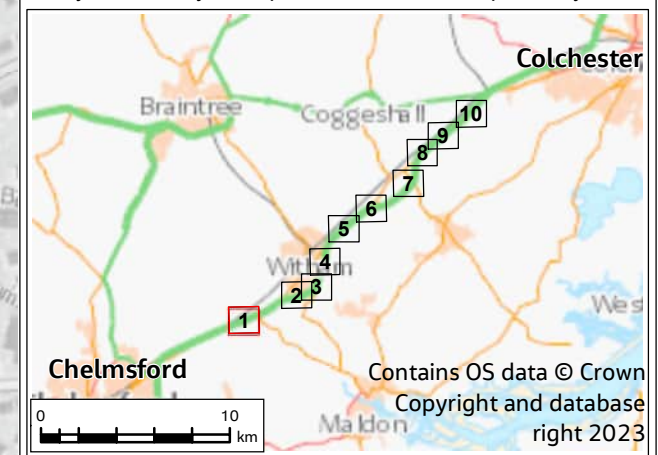 Colchester
Braintree
Coggeshall
10
9
8
7
6
5
4
Witham
3
2
1
Chelmsford
Contains OS data © Crown
Copyright and database
right 2023
Maldon
0 10
km